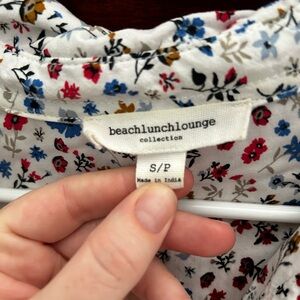 beachlunchlounge
collection
S/P
Made in India